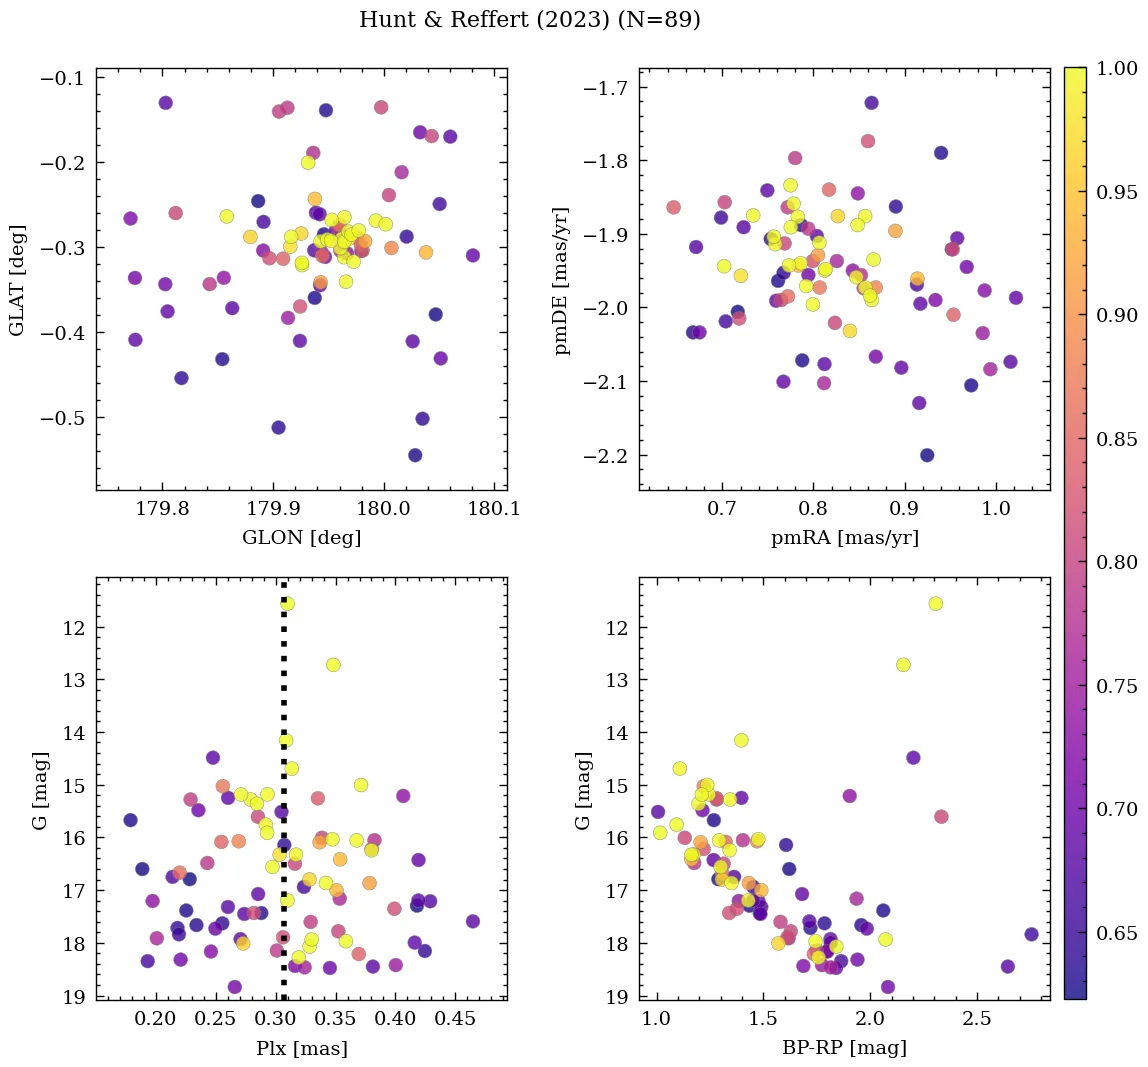 Hunt & Reffert (2023) (N=89)
−0.1
−0.2
−0.3
−0.4
−0.5
GLAT [deg]
179.8 179.9 180.0 180.1
GLON [deg]
−1.7
−1.8
−1.9
−2.0
−2.1
−2.2
pmDE [mas/yr]
0.7 0.8 0.9 1.0
pmRA [mas/yr]
12
13
14
15
16
17
18
19
G [mag]
0.20 0.25 0.30 0.35 0.40 0.45
Plx [mas]
12
13
14
15
16
17
18
19
G [mag]
1.0 1.5 2.0 2.5
BP-RP [mag]
1.00
0.95
0.90
0.85
0.80
0.75
0.70
0.65